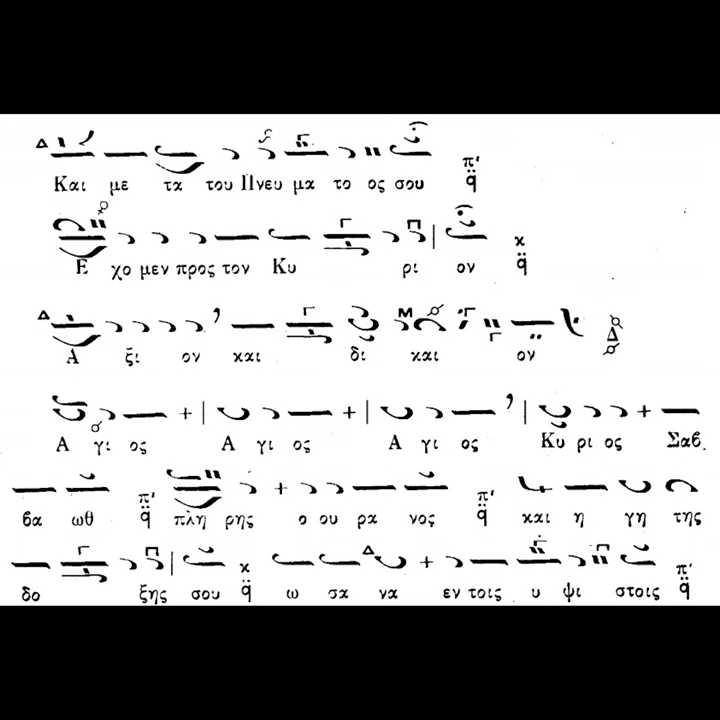 Και με τα του Πνευ μα το ος σου π' q̈
Ε χο μεν προς τον Κυ ρι ον κ q̈
Α ξι ον και δι και ον Δ
Α γι ος Α γι ος Α γι ος Κυ ρι ος Σαβ.
βα ωθ π' q̈ πλη ρης ο ου ρα νος π' q̈ και η γη της
δο ξης σου κ q̈ ω σα να εν τοις υ ψι στοις π' q̈